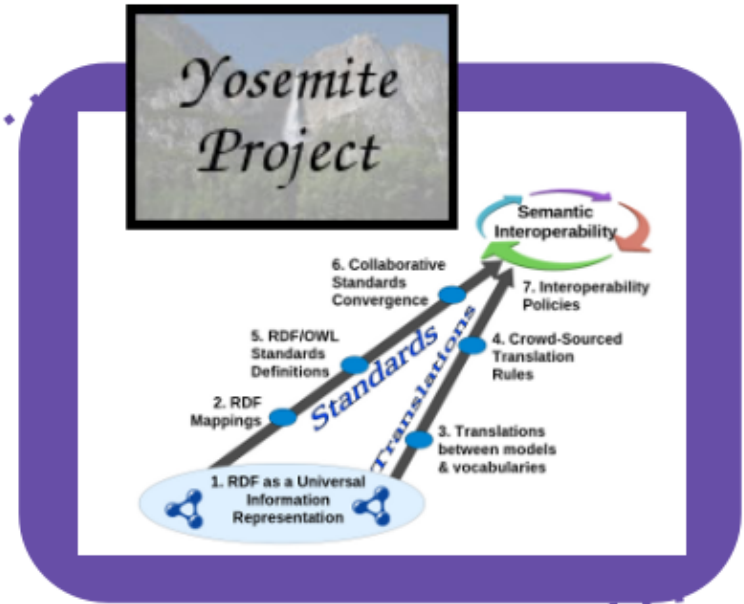 Yosemite
Project
Semantic
Interoperability
6. Collaborative
Standards
Convergence
7. Interoperability
Policies
5. RDF/OWL
Standards
Definitions
4. Crowd-Sourced
Translation
Rules
Standards
Translations
2. RDF
Mappings
3. Translations
between models
& vocabularies
1. RDF as a Universal
Information
Representation